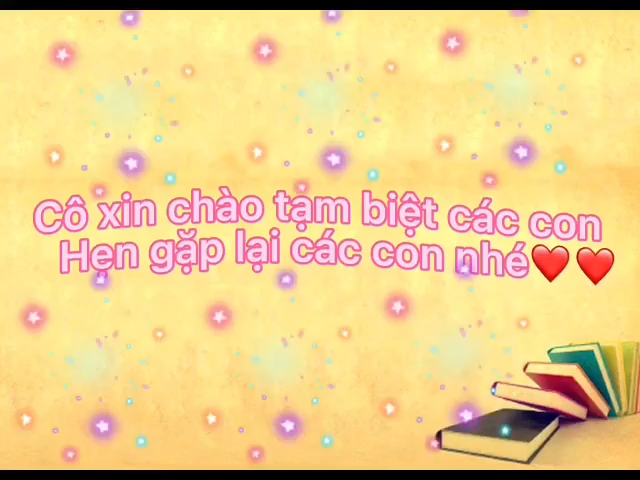 Cô xin chào tạm biệt các con
Hẹn gặp lại các con nhé❤️❤️